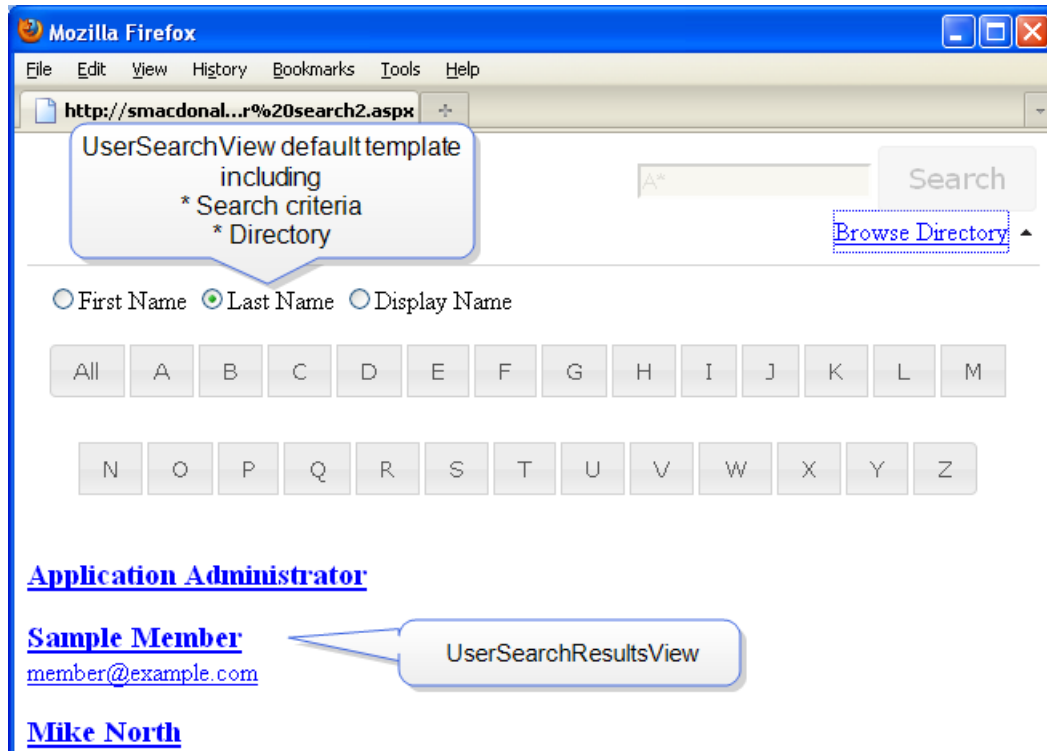 Mozilla Firefox
File Edit View History Bookmarks Tools Help
http://smacdonal...r%20search2.aspx
UserSearchView default template
including
* Search criteria
* Directory
A*
Search
Browse Directory
First Name Last Name Display Name
All A B C D E F G H I J K L M
N O P Q R S T U V W X Y Z
Application Administrator
Sample Member
member@example.com
UserSearchResultsView
Mike North